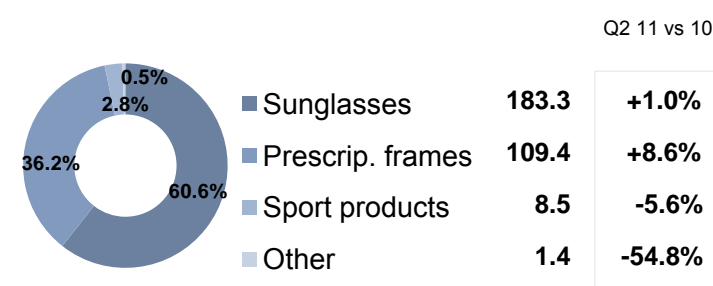 Q2 11 vs 10
0.5%
2.8%
36.2%
60.6%
Sunglasses 183.3 +1.0%
Prescrip. frames 109.4 +8.6%
Sport products 8.5 -5.6%
Other 1.4 -54.8%